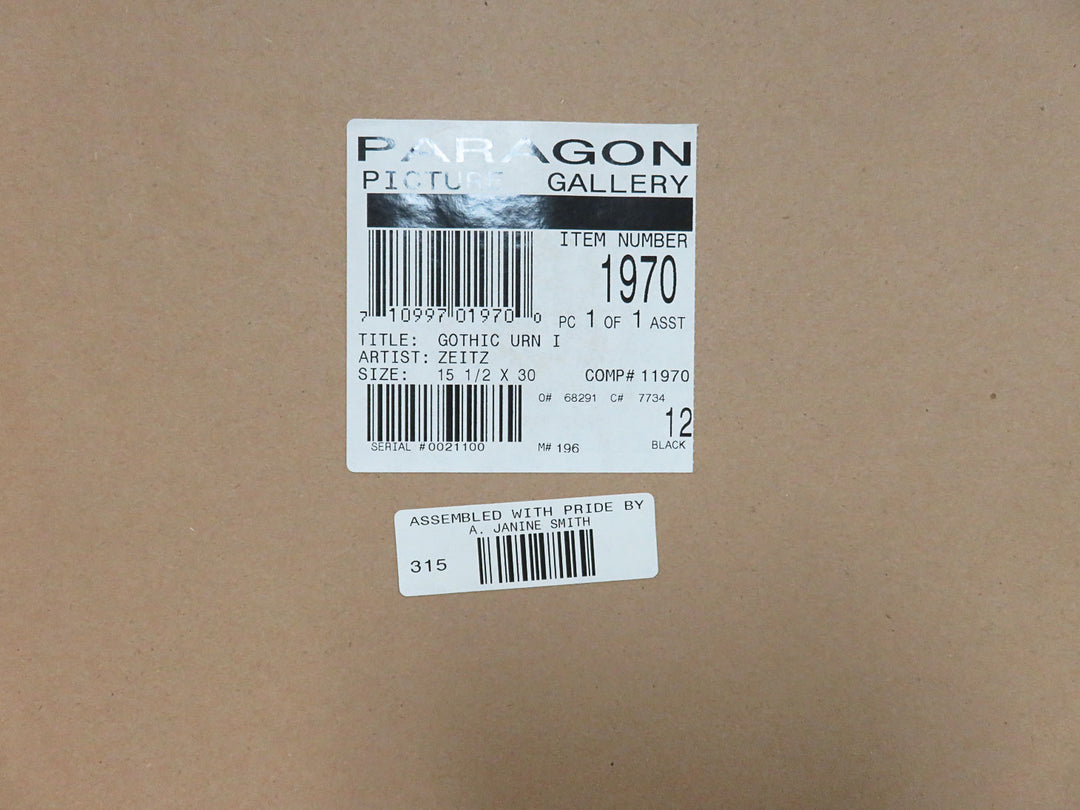 PARAGON
PICTURE GALLERY
ITEM NUMBER
1970
7 10997 01970 0
PC 1 OF 1 ASST
TITLE: GOTHIC URN I
ARTIST: ZEITZ
SIZE: 15 1/2 X 30 COMP# 11970
O# 68291 C# 7734
12
SERIAL #0021100 M# 196 BLACK
ASSEMBLED WITH PRIDE BY
A. JANINE SMITH
315